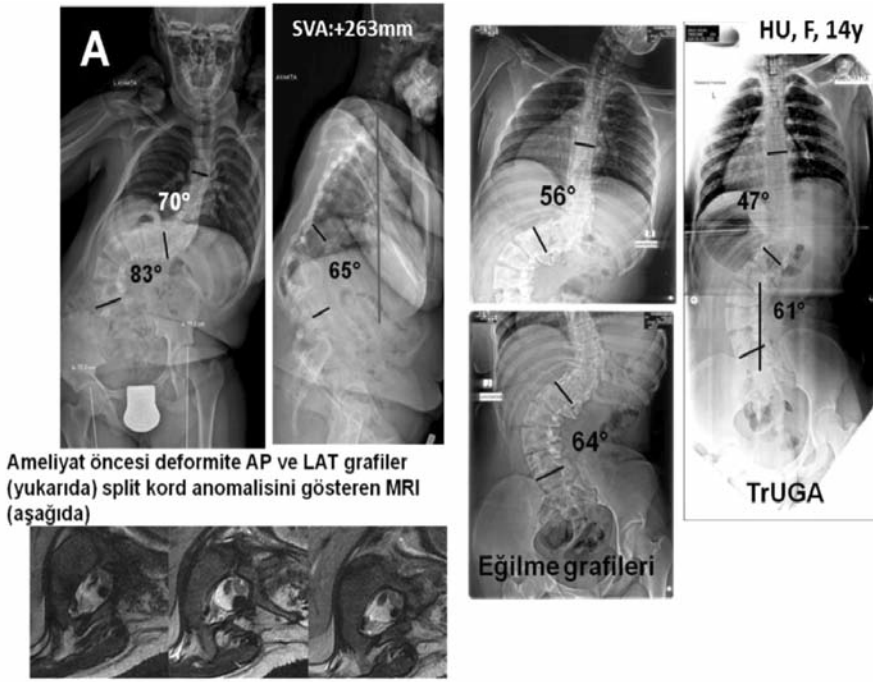 A
SVA:+263mm
HU, F, 14y
L
70°
83°
65°
56°
47°
61°
64°
Ameliyat öncesi deformite AP ve LAT grafiler
(yukarıda) split kord anomalisini gösteren MRI
(aşağıda)
Eğilme grafileri
TrUGA